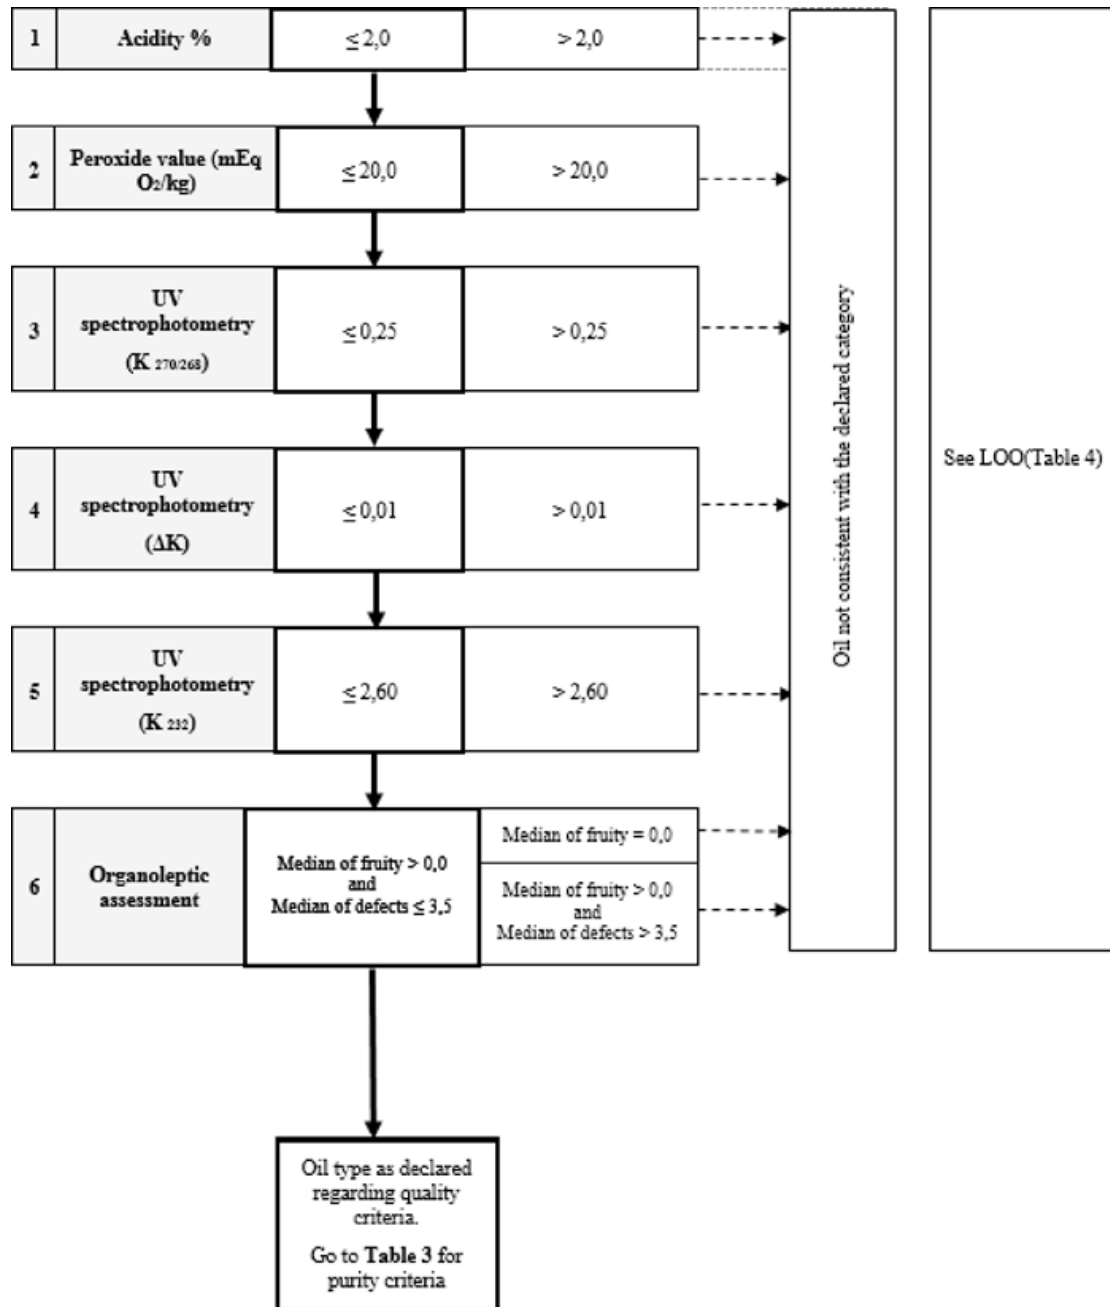 1
Acidity %
≤ 2,0
> 2,0
2
Peroxide value (mEq
O2/kg)
≤ 20,0
> 20,0
3
UV
spectrophotometry
(K 270/268)
≤ 0,25
> 0,25
4
UV
spectrophotometry
(ΔK)
≤ 0,01
> 0,01
5
UV
spectrophotometry
(K 232)
≤ 2,60
> 2,60
6
Organoleptic
assessment
Median of fruity > 0,0
and
Median of defects ≤ 3,5
Median of fruity = 0,0
Median of fruity > 0,0
and
Median of defects > 3,5
Oil not consistent with the declared category
See LOO(Table 4)
Oil type as declared
regarding quality
criteria.
Go to Table 3 for
purity criteria